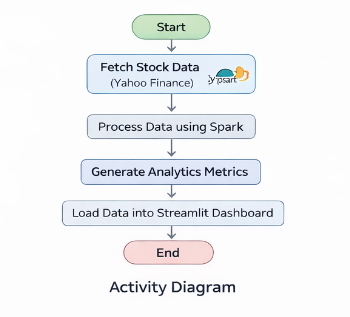 Start
Fetch Stock Data
(Yahoo Finance)
Process Data using Spark
Generate Analytics Metrics
Load Data into Streamlit Dashboard
End
Activity Diagram